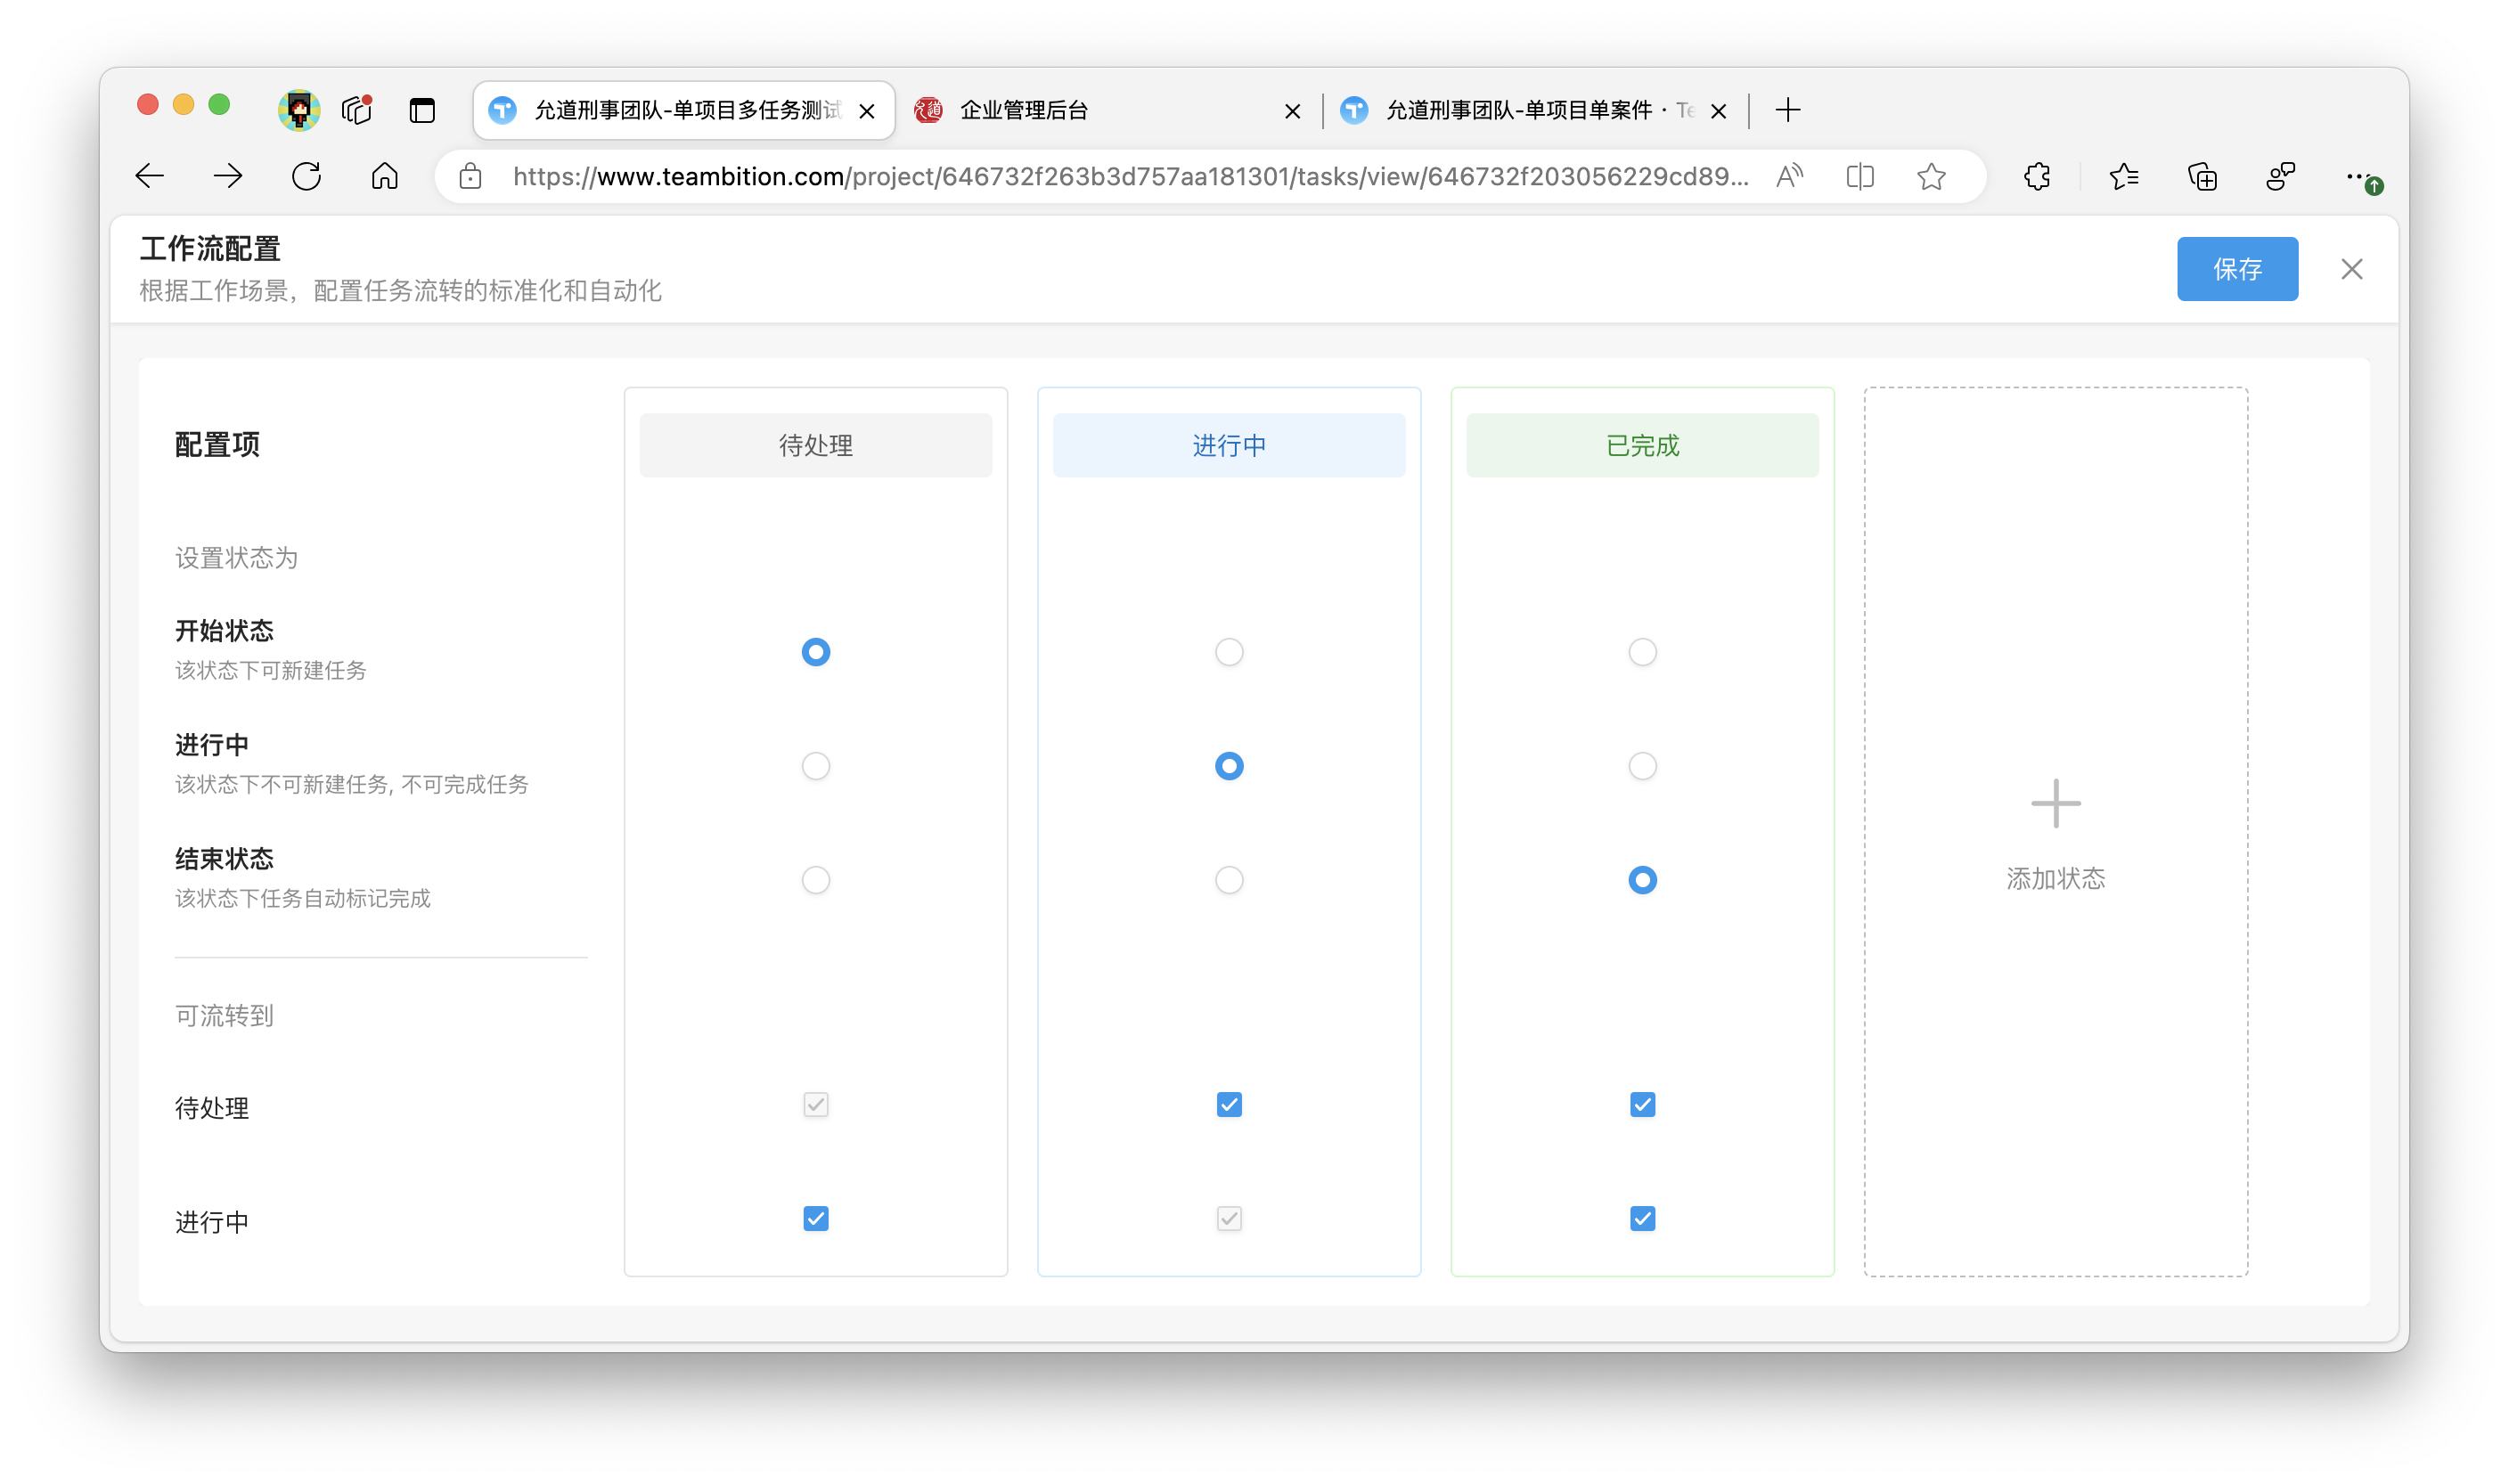 允道刑事团队-单项目多任务测试
企业管理后台
允道刑事团队-单项目单案件 · Te
https://www.teambition.com/project/646732f263b3d757aa181301/tasks/view/646732f203056229cd89...
工作流配置
根据工作场景，配置任务流转的标准化和自动化
保存
配置项
待处理
进行中
已完成
设置状态为
开始状态
该状态下可新建任务
进行中
该状态下不可新建任务, 不可完成任务
结束状态
该状态下任务自动标记完成
添加状态
可流转到
待处理
进行中